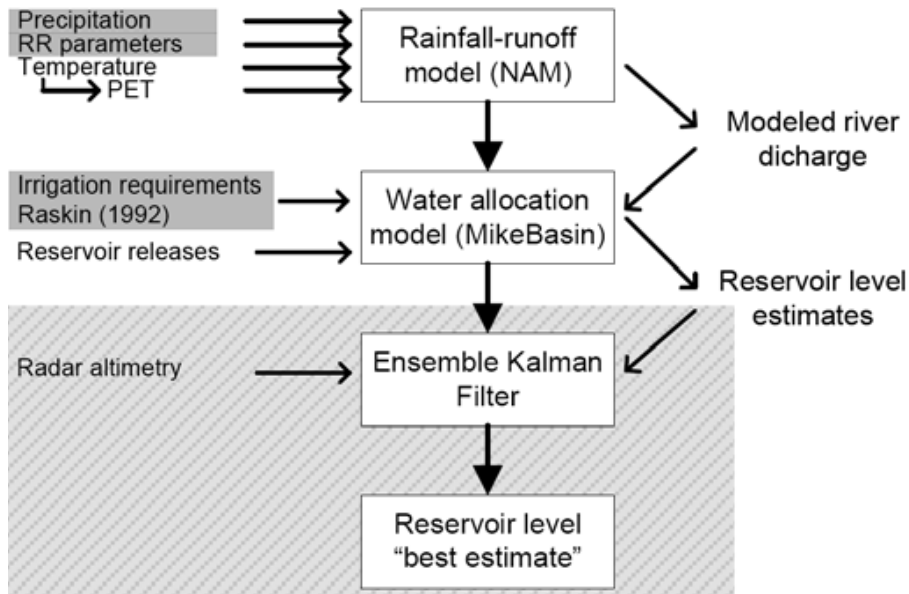 Precipitation
RR parameters
Temperature
PET
Rainfall-runoff
model (NAM)
Modeled river
dicharge
Irrigation requirements
Raskin (1992)
Reservoir releases
Water allocation
model (MikeBasin)
Reservoir level
estimates
Radar altimetry
Ensemble Kalman
Filter
Reservoir level
“best estimate”